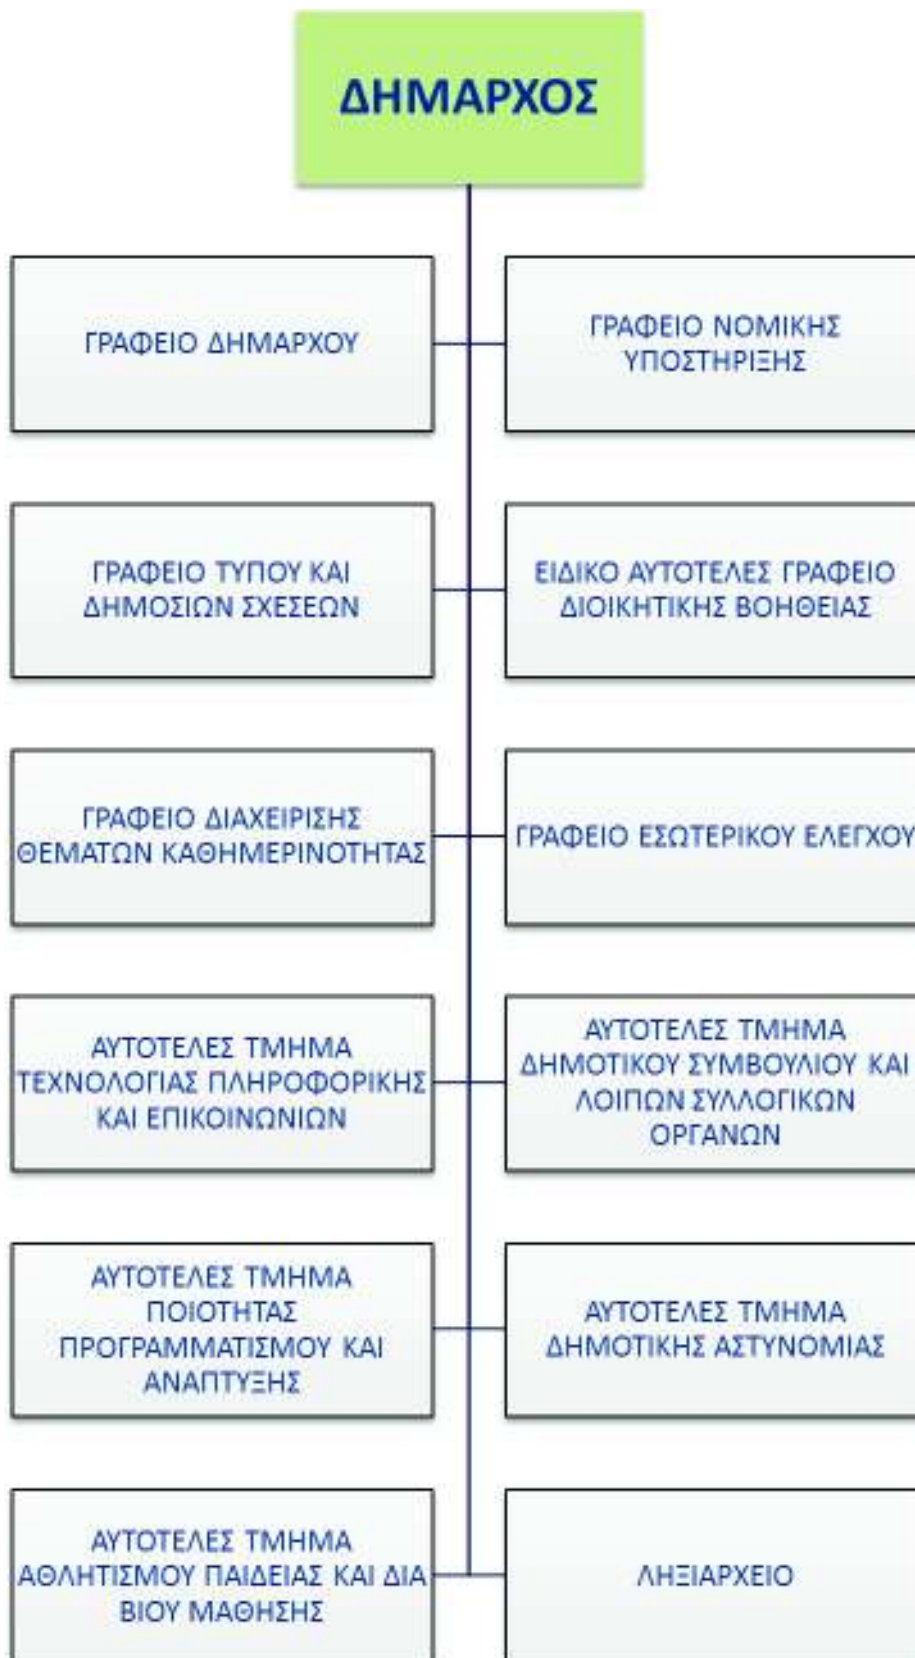 ΔΗΜΑΡΧΟΣ
ΓΡΑΦΕΙΟ ΔΗΜΑΡΧΟΥ
ΓΡΑΦΕΙΟ ΝΟΜΙΚΗΣ
ΥΠΟΣΤΗΡΙΞΗΣ
ΓΡΑΦΕΙΟ ΤΥΠΟΥ ΚΑΙ
ΔΗΜΟΣΙΩΝ ΣΧΕΣΕΩΝ
ΕΙΔΙΚΟ ΑΥΤΟΤΕΛΕΣ ΓΡΑΦΕΙΟ
ΔΙΟΙΚΗΤΙΚΗΣ ΒΟΗΘΕΙΑΣ
ΓΡΑΦΕΙΟ ΔΙΑΧΕΙΡΙΣΗΣ
ΘΕΜΑΤΩΝ ΚΑΘΗΜΕΡΙΝΟΤΗΤΑΣ
ΓΡΑΦΕΙΟ ΕΣΩΤΕΡΙΚΟΥ ΕΛΕΓΧΟΥ
ΑΥΤΟΤΕΛΕΣ ΤΜΗΜΑ
ΤΕΧΝΟΛΟΓΙΑΣ ΠΛΗΡΟΦΟΡΙΚΗΣ
ΚΑΙ ΕΠΙΚΟΙΝΩΝΙΩΝ
ΑΥΤΟΤΕΛΕΣ ΤΜΗΜΑ
ΔΗΜΟΤΙΚΟΥ ΣΥΜΒΟΥΛΙΟΥ ΚΑΙ
ΛΟΙΠΩΝ ΣΥΛΛΟΓΙΚΩΝ
ΟΡΓΑΝΩΝ
ΑΥΤΟΤΕΛΕΣ ΤΜΗΜΑ
ΠΟΙΟΤΗΤΑΣ
ΠΡΟΓΡΑΜΜΑΤΙΣΜΟΥ ΚΑΙ
ΑΝΑΠΤΥΞΗΣ
ΑΥΤΟΤΕΛΕΣ ΤΜΗΜΑ
ΔΗΜΟΤΙΚΗΣ ΑΣΤΥΝΟΜΙΑΣ
ΑΥΤΟΤΕΛΕΣ ΤΜΗΜΑ
ΑΘΛΗΤΙΣΜΟΥ ΠΑΙΔΕΙΑΣ ΚΑΙ ΔΙΑ
ΒΙΟΥ ΜΑΘΗΣΗΣ
ΛΗΞΙΑΡΧΕΙΟ